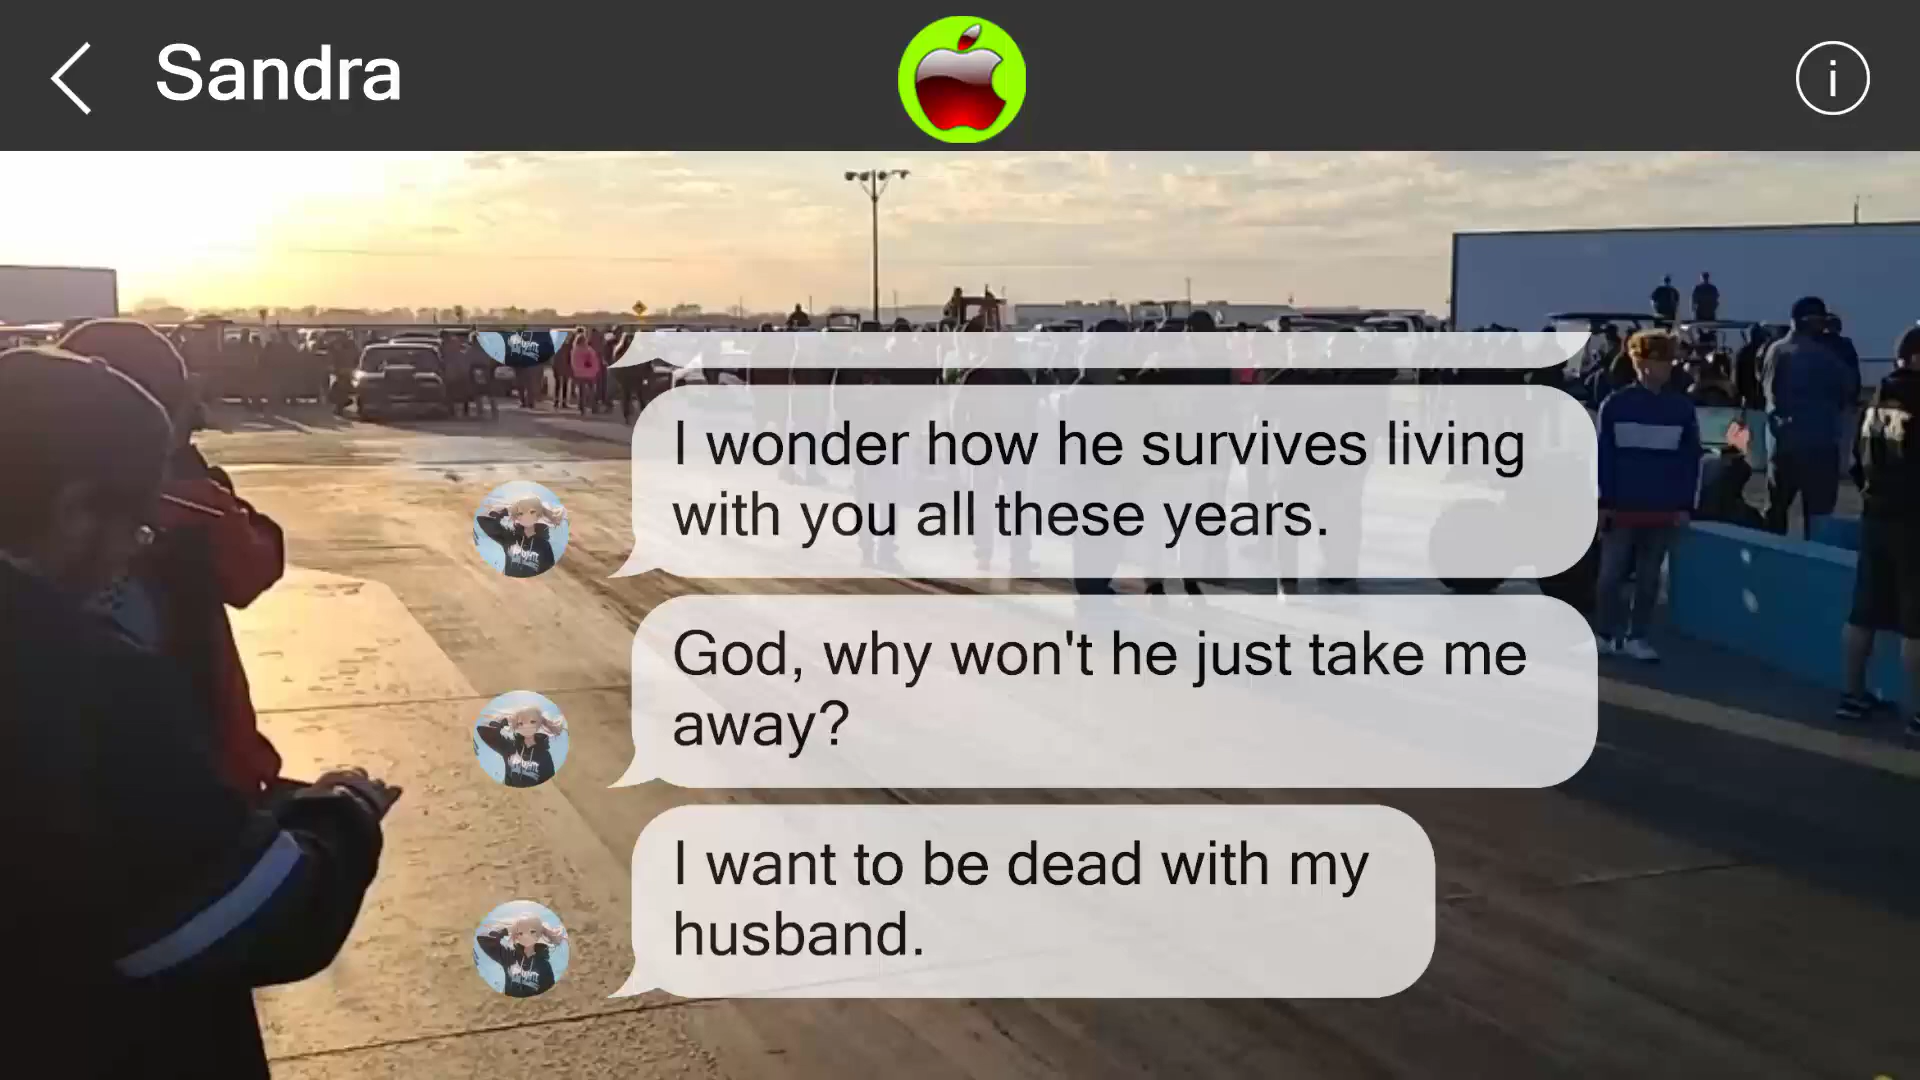 Sandra
I wonder how he survives living
with you all these years.
God, why won't he just take me
away?
I want to be dead with my
husband.